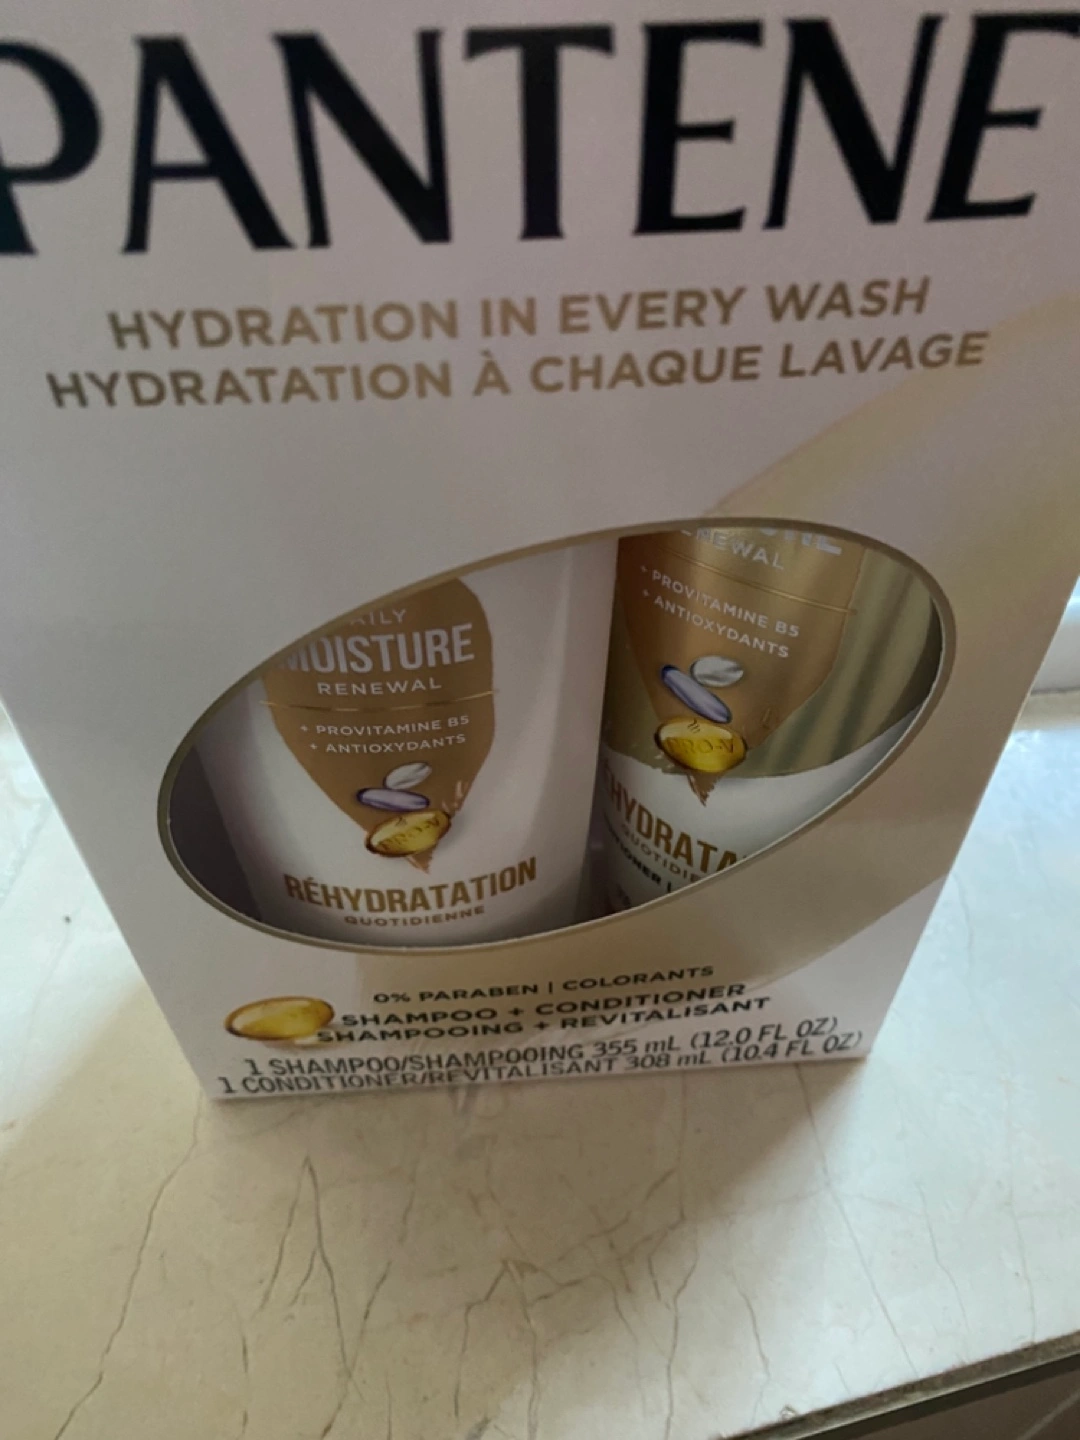 PANTENE
HYDRATION IN EVERY WASH
HYDRATATION À CHAQUE LAVAGE
MOISTURE
RENEWAL
+ PROVITAMINE B5
+ ANTIOXYDANTS
PRO-V
RÉHYDRATATION
QUOTIDIENNE
+ PROVITAMINE B5
+ ANTIOXYDANTS
PRO-V
0% PARABEN | COLORANTS
SHAMPOO + CONDITIONER
SHAMPOOING + REVITALISANT
1 SHAMPOO/SHAMPOOING 355 mL (12.0 FL OZ)
1 CONDITIONER/REVITALISANT 308 mL (10.4 FL OZ)